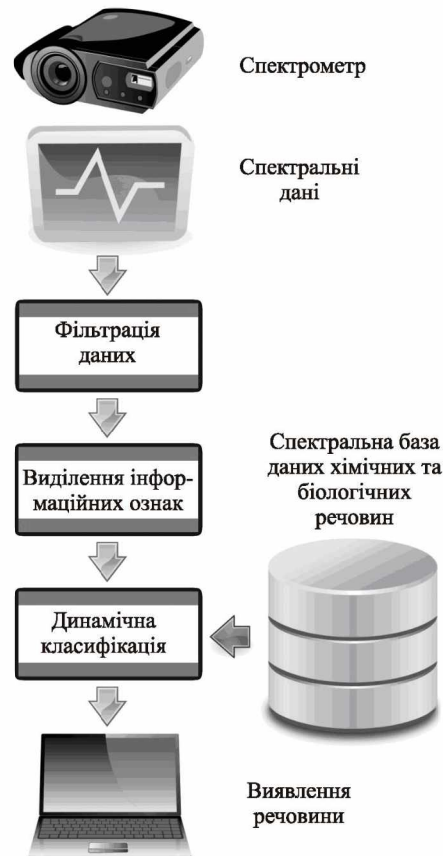 Спектрометр
Спектральні
дані
Фільтрація
даних
Виділення інфор-
маційних ознак
Спектральна база
даних хімічних та
біологічних
речовин
Динамічна
класифікація
Виявлення
речовини